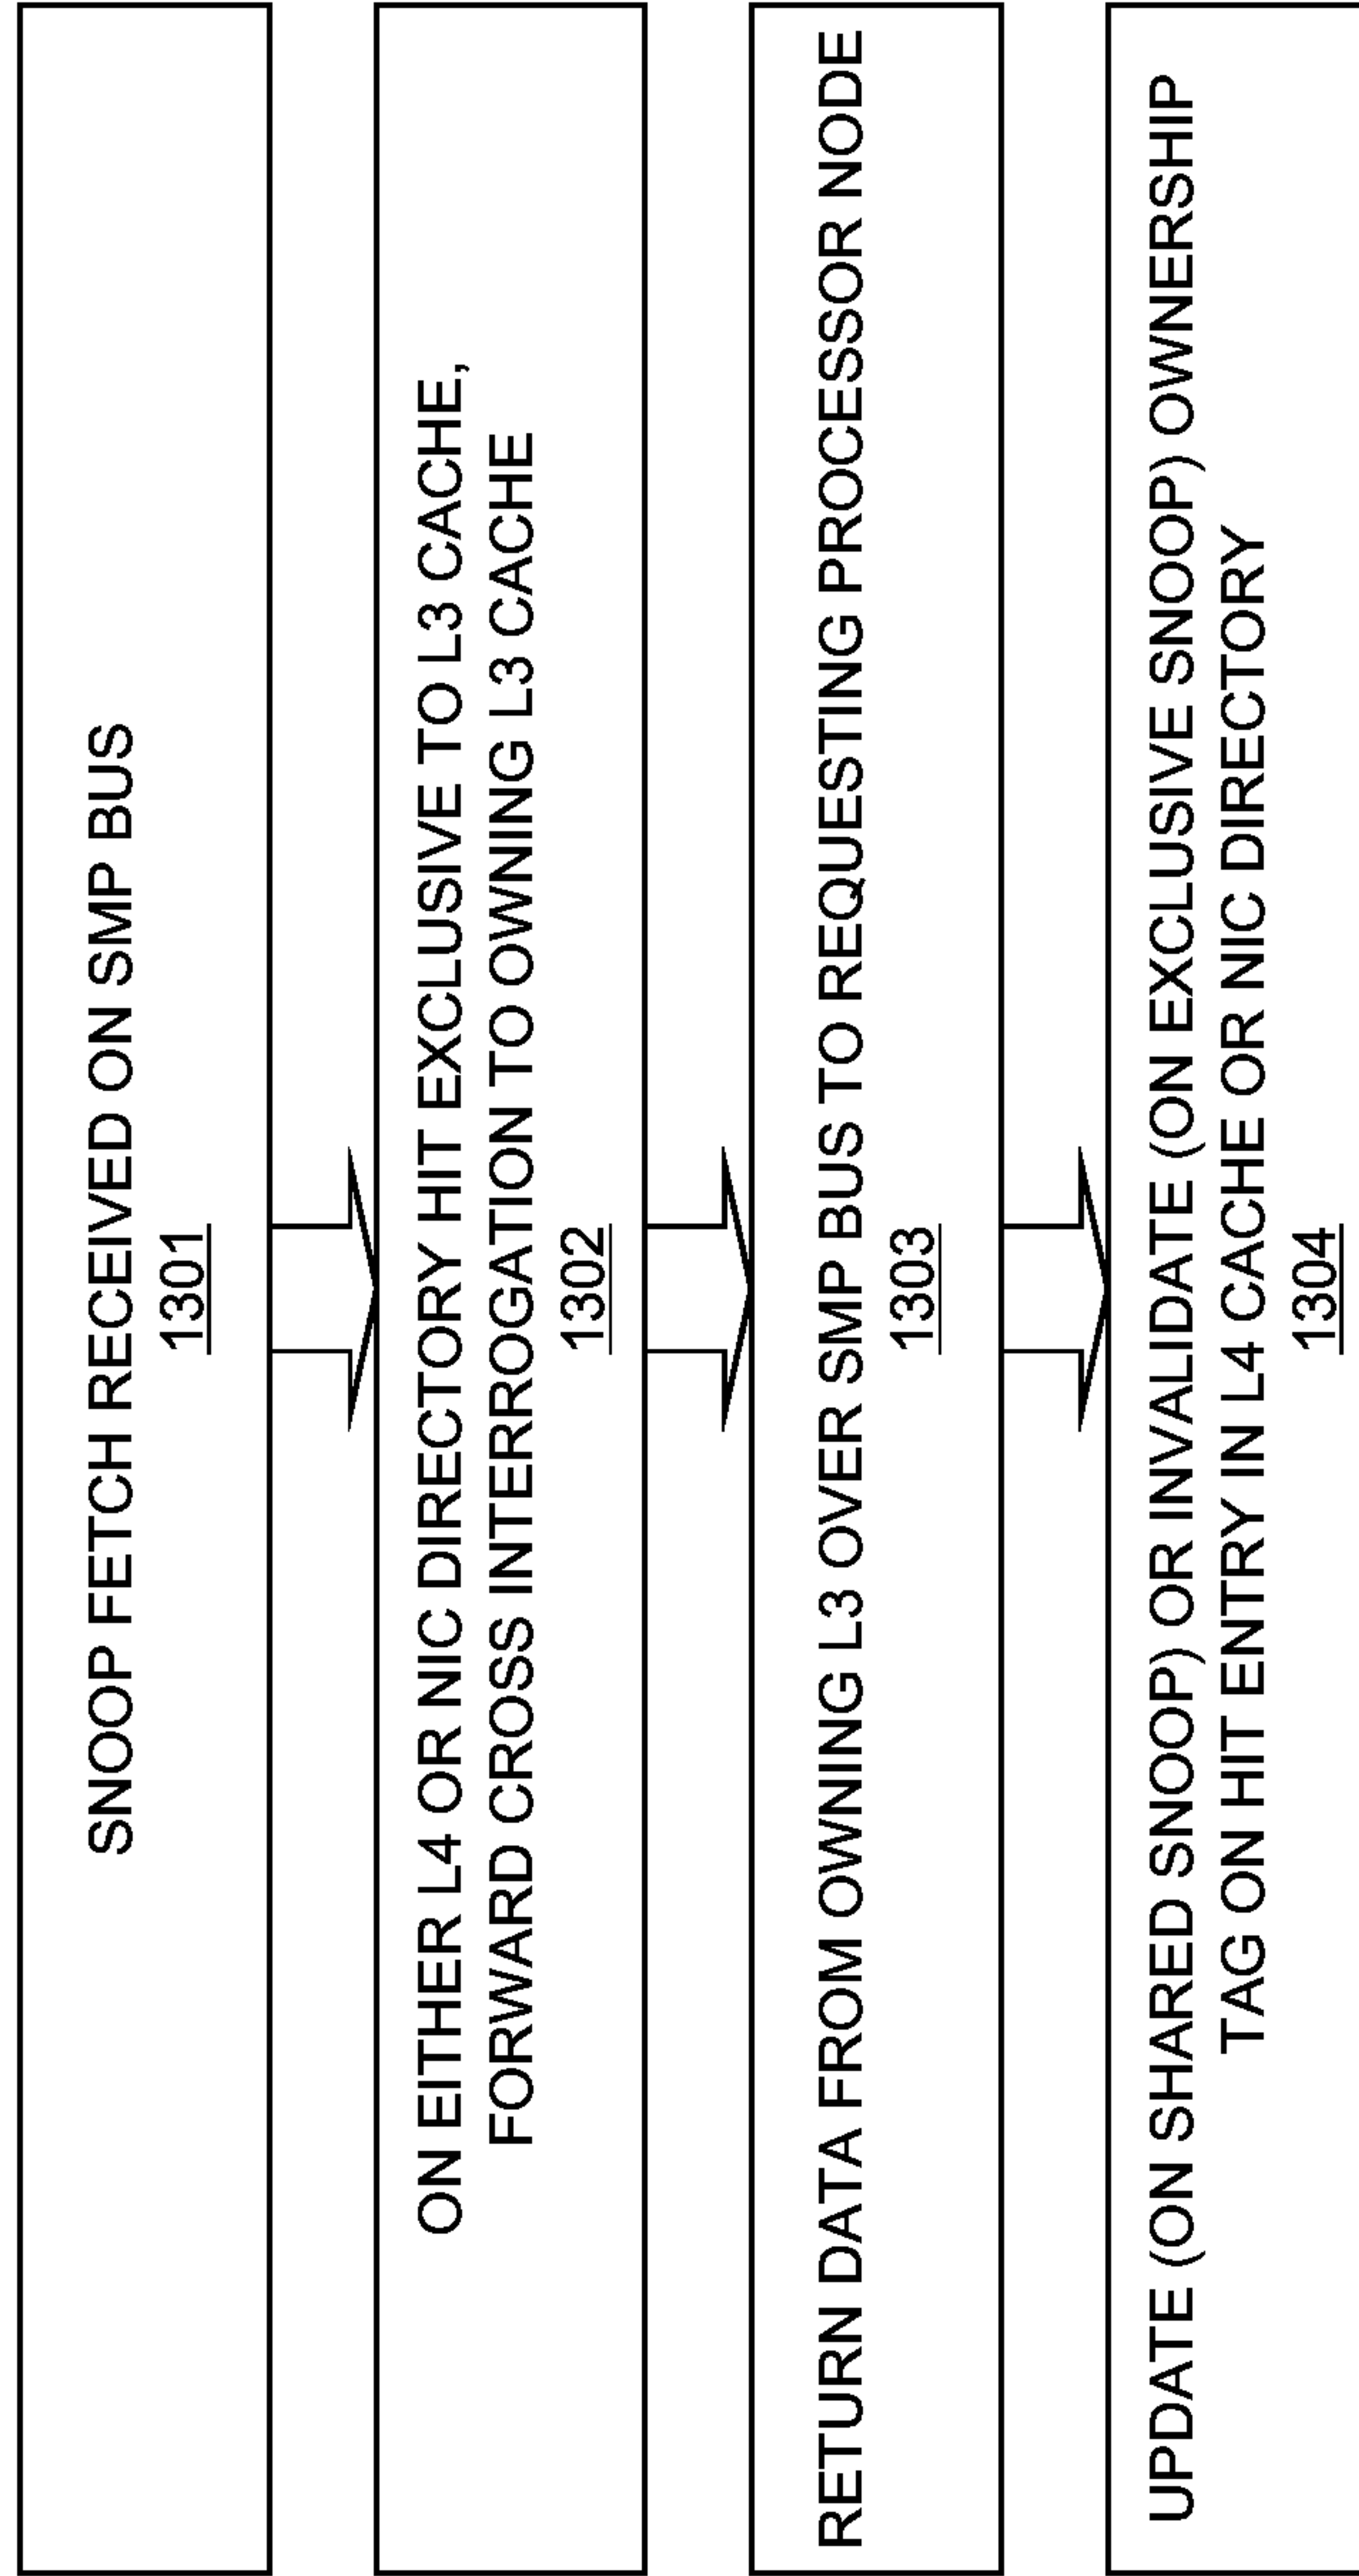 SNOOP FETCH RECEIVED ON SMP BUS
1301
ON EITHER L4 OR NIC DIRECTORY HIT EXCLUSIVE TO L3 CACHE,
FORWARD CROSS INTERROGATION TO OWNING L3 CACHE
1302
RETURN DATA FROM OWNING L3 OVER SMP BUS TO REQUESTING PROCESSOR NODE
1303
UPDATE (ON SHARED SNOOP) OR INVALIDATE (ON EXCLUSIVE SNOOP) OWNERSHIP
TAG ON HIT ENTRY IN L4 CACHE OR NIC DIRECTORY
1304